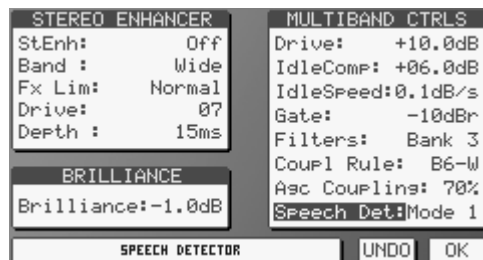 STEREO ENHANCER
StEnh: Off
Band : Wide
Fx Lim: Normal
Drive: 07
Depth : 15ms
BRILLIANCE
Brilliance:-1.0dB
MULTIBAND CTRLS
Drive: +10.0dB
IdleComp: +06.0dB
IdleSpeed:0.1dB/s
Gate: -10dBr
Filters: Bank 3
Coupl Rule: B6-W
Agc Coupling: 70%
Speech Det:Mode 1
SPEECH DETECTOR
UNDO OK